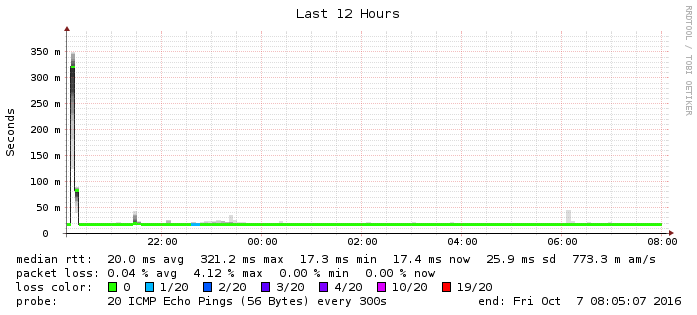 Last 12 Hours
RRDTOOL / TOBI OETIKER
Seconds
350 m
300 m
250 m
200 m
150 m
100 m
50 m
0
22:00 00:00 02:00 04:00 06:00 08:00
median rtt: 20.0 ms avg 321.2 ms max 17.3 ms min 17.4 ms now 25.9 ms sd 773.3 m am/s
packet loss: 0.04 % avg 4.12 % max 0.00 % min 0.00 % now
loss color: 0 1/20 2/20 3/20 4/20 10/20 19/20
probe: 20 ICMP Echo Pings (56 Bytes) every 300s end: Fri Oct 7 08:05:07 2016